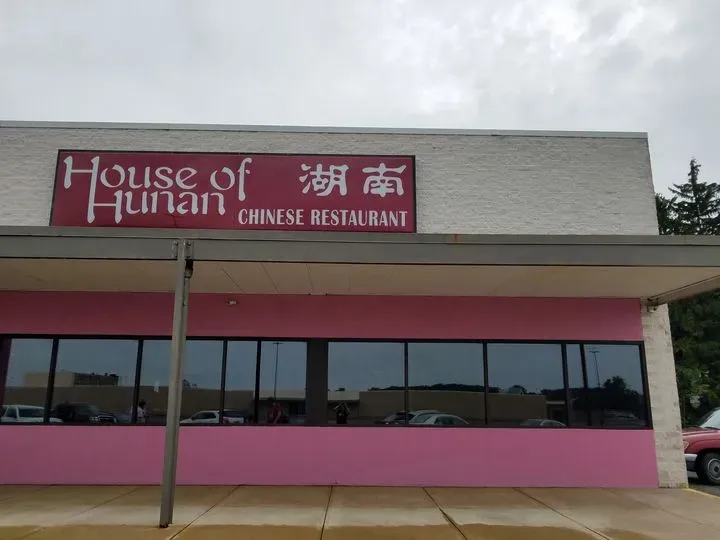 House of
Hunan
湖南
CHINESE RESTAURANT